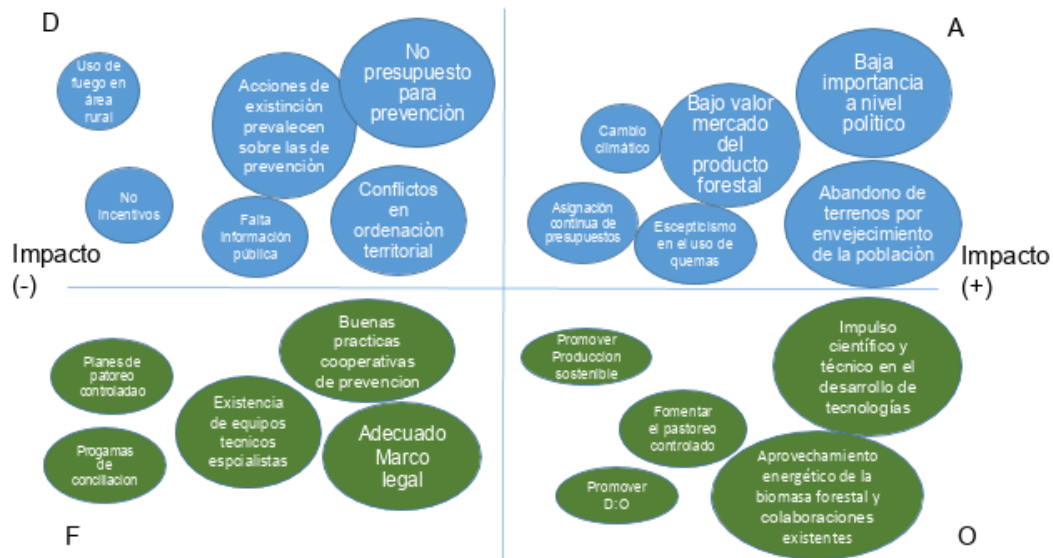 D
A
Uso de
fuego en
área
rural
Acciones de
existinción
prevalecen
sobre las de
prevenciòn
No
presupuesto
para
prevenciòn
No
Incentivos
Falta
Información
pública
Conflictos
en
ordenaciòn
territorial
Cambio
climático
Bajo valor
mercado
del
producto
forestal
Baja
importancia
a nivel
polìtico
Asignación
continua de
presupuestos
Escepticismo
en el uso de
quemas
Abandono de
terrenos por
envejecimiento
de la poblaciòn
Impacto
(-)
Impacto
(+)
Planes de
patoreo
controladao
Buenas
practicas
cooperativas
de prevencion
Existencia
de equipos
tecnicos
espcialistas
Progamas
de
conciliacion
Adecuado
Marco
legal
Promover
Produccion
sostenible
Impulso
científico y
técnico en el
desarrollo de
tecnologías
Fomentar
el pastoreo
controlado
Promover
D:O
Aprovechamiento
energético de la
biomasa forestal y
colaboraciones
existentes
F
O